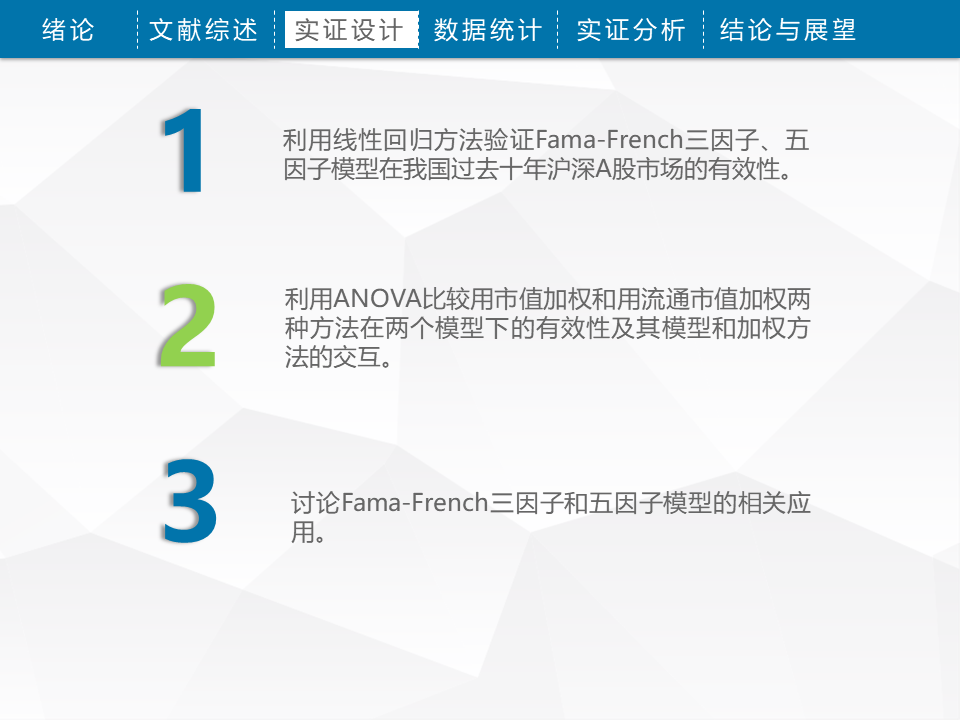 绪论 文献综述 实证设计 数据统计 实证分析 结论与展望
1
利用线性回归方法验证Fama-French三因子、五
因子模型在我国过去十年沪深A股市场的有效性。
2
利用ANOVA比较用市值加权和用流通市值加权两
种方法在两个模型下的有效性及其模型和加权方
法的交互。
3
讨论Fama-French三因子和五因子模型的相关应
用。